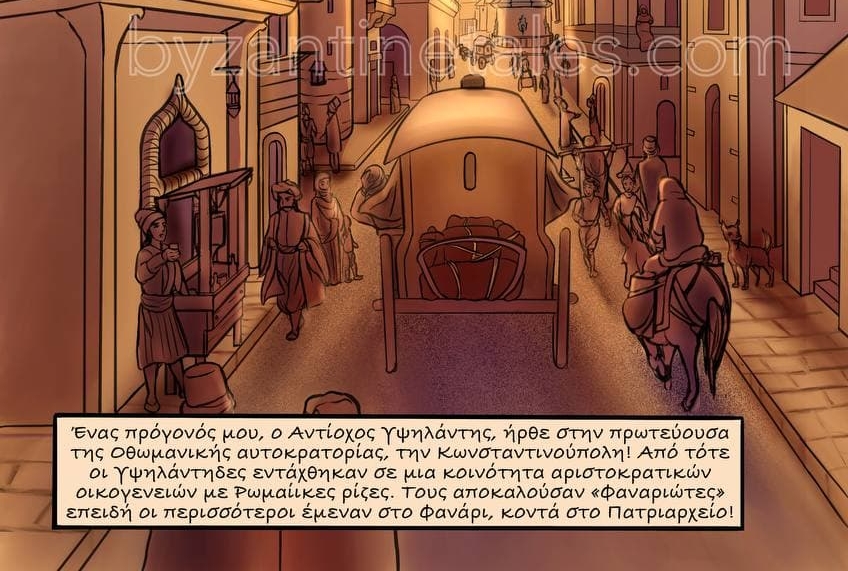 byzantinetales.com
Ένας πρόγονός μου, ο Αντίοχος Υψηλάντης, ήρθε στην πρωτεύουσα
της Οθωμανικής αυτοκρατορίας, την Κωνσταντινούπολη! Από τότε
οι Υψηλάντηδες εντάχθηκαν σε μια κοινότητα αριστοκρατικών
οικογενειών με Ρωμαίικες ρίζες. Τους αποκαλούσαν «Φαναριώτες»
επειδή οι περισσότεροι έμεναν στο Φανάρι, κοντά στο Πατριαρχείο!